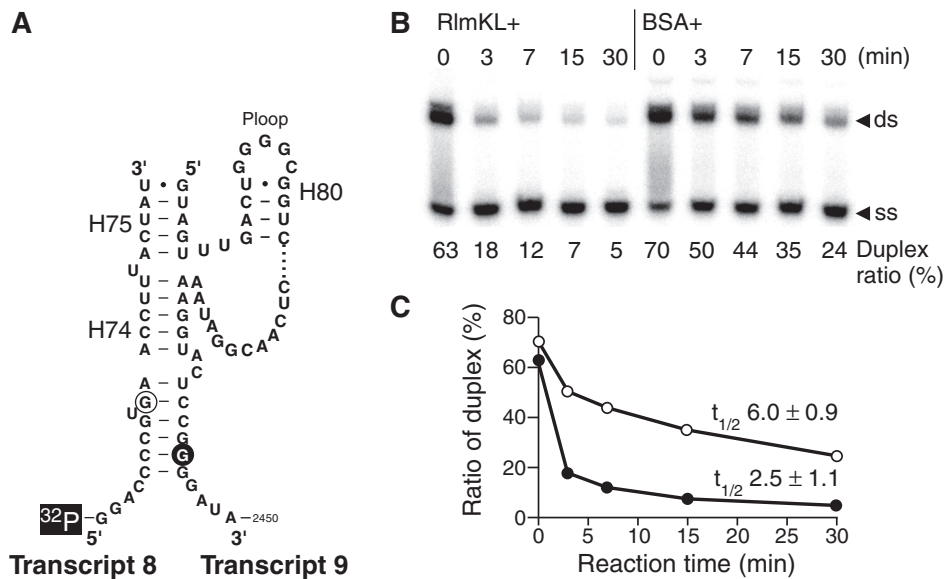 A
3' 5'
U • G
A – U
U – A
C – G
A – U
U
U – A
U – A
C – G
C – G
A – U
A – U
G – C
U
G – C
C – G
C – G
C – G
C
A
G
G
U U
G A C U G G G G C G G U C
C U C A A C G G A U A A
A C
G A U A –2450
H75
H74
Ploop
H80
32P
5' 3'
Transcript 8 Transcript 9
B
RlmKL+ BSA+
0 3 7 15 30 0 3 7 15 30 (min)
ds
ss
63 18 12 7 5 70 50 44 35 24 Duplex
ratio (%)
C
Ratio of duplex (%)
80
60
40
20
0
t1/2 6.0 ± 0.9
t1/2 2.5 ± 1.1
0 5 10 15 20 25 30
Reaction time (min)